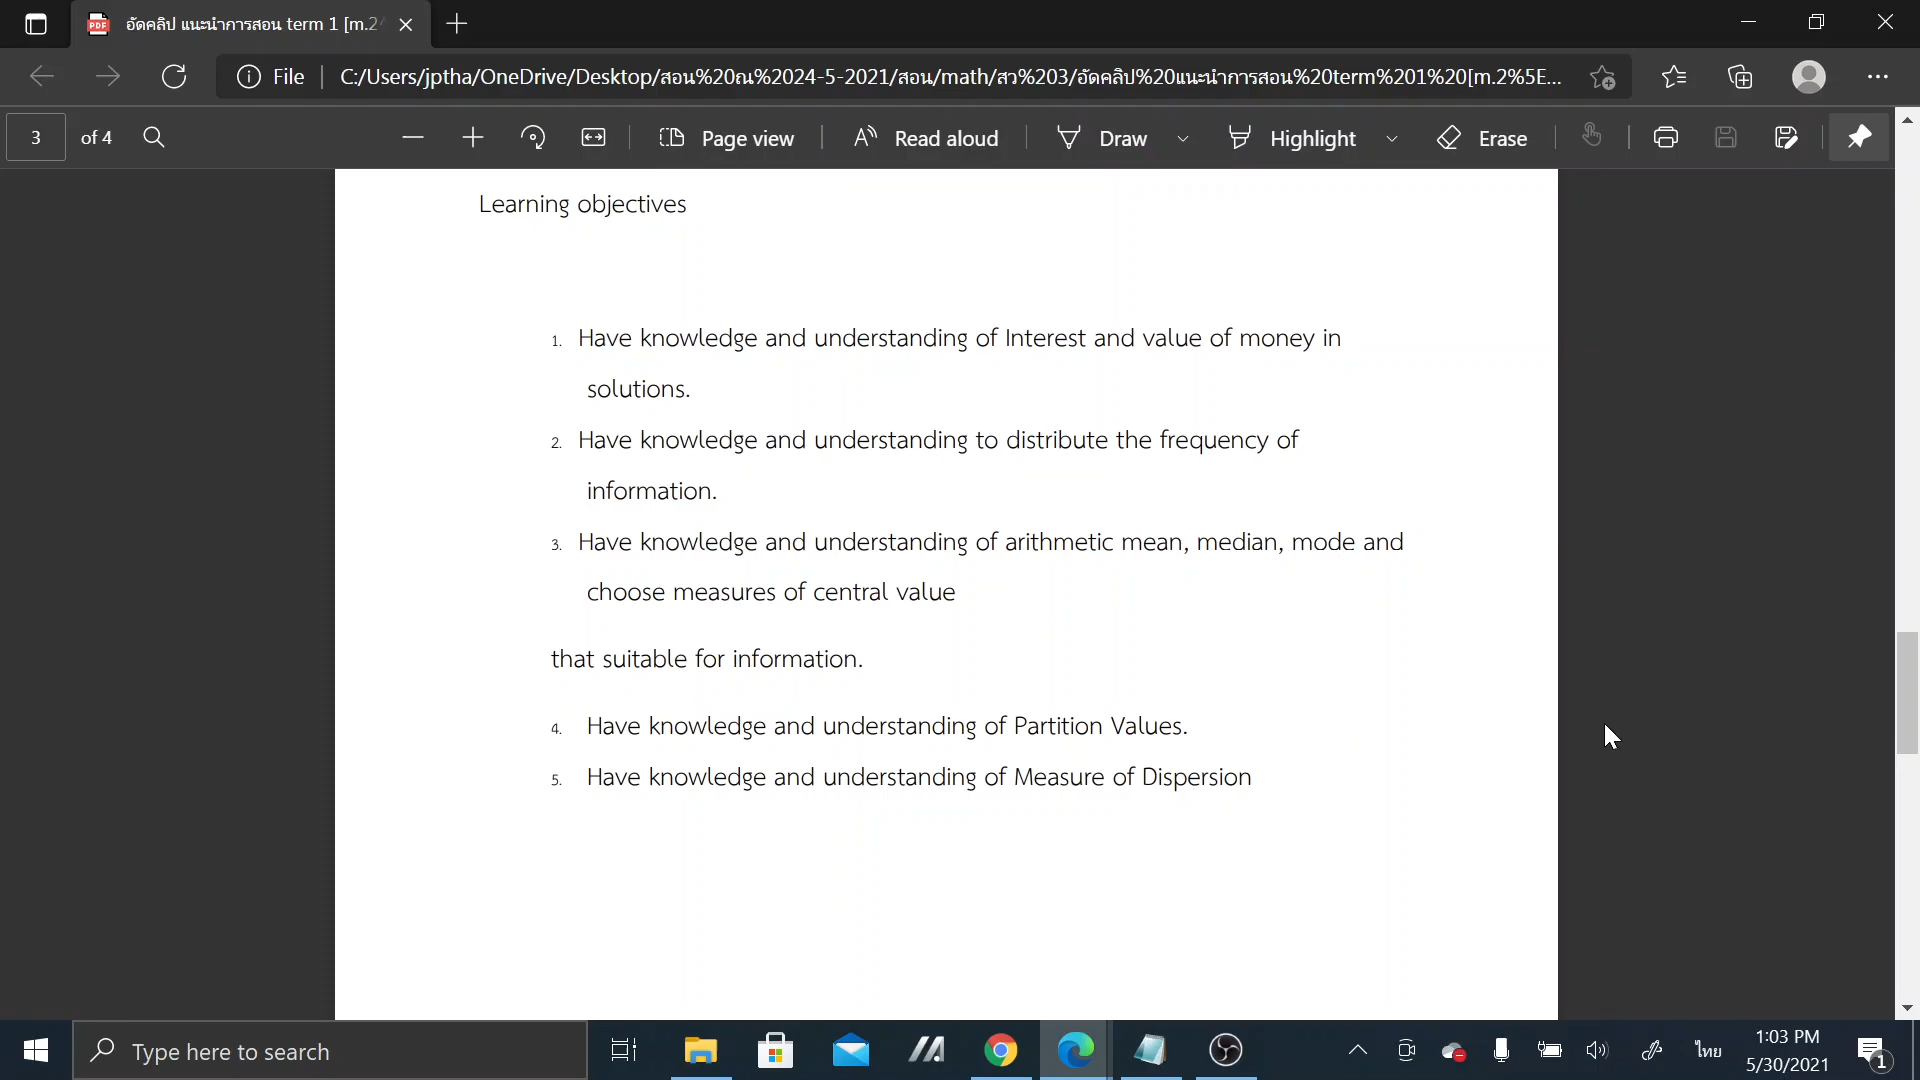 อัดคลิป แนะนำการสอน term 1 [m.2
File
C:/Users/jptha/OneDrive/Desktop/สอน%20ณ%2024-5-2021/สอน/math/สว%203/อัดคลิป%20แนะนำการสอน%20term%201%20[m.2%5E...
3 of 4
Page view
Read aloud
Draw
Highlight
Erase
Learning objectives
1. Have knowledge and understanding of Interest and value of money in
solutions.
2. Have knowledge and understanding to distribute the frequency of
information.
3. Have knowledge and understanding of arithmetic mean, median, mode and
choose measures of central value
that suitable for information.
4. Have knowledge and understanding of Partition Values.
5. Have knowledge and understanding of Measure of Dispersion
Type here to search
ไทย
1:03 PM
5/30/2021
1